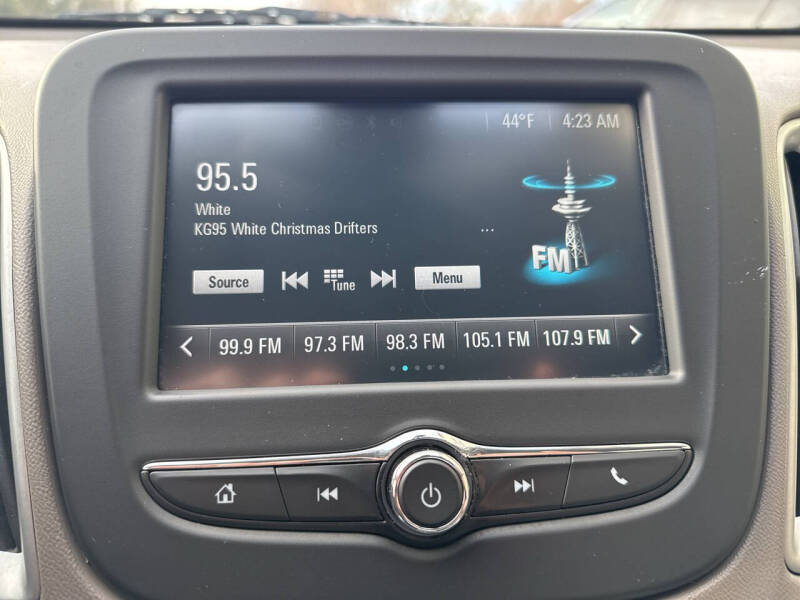 44°F 4:23 AM
95.5
White
KG95 White Christmas Drifters ...
FM
Source Tune Menu
99.9 FM 97.3 FM 98.3 FM 105.1 FM 107.9 FM